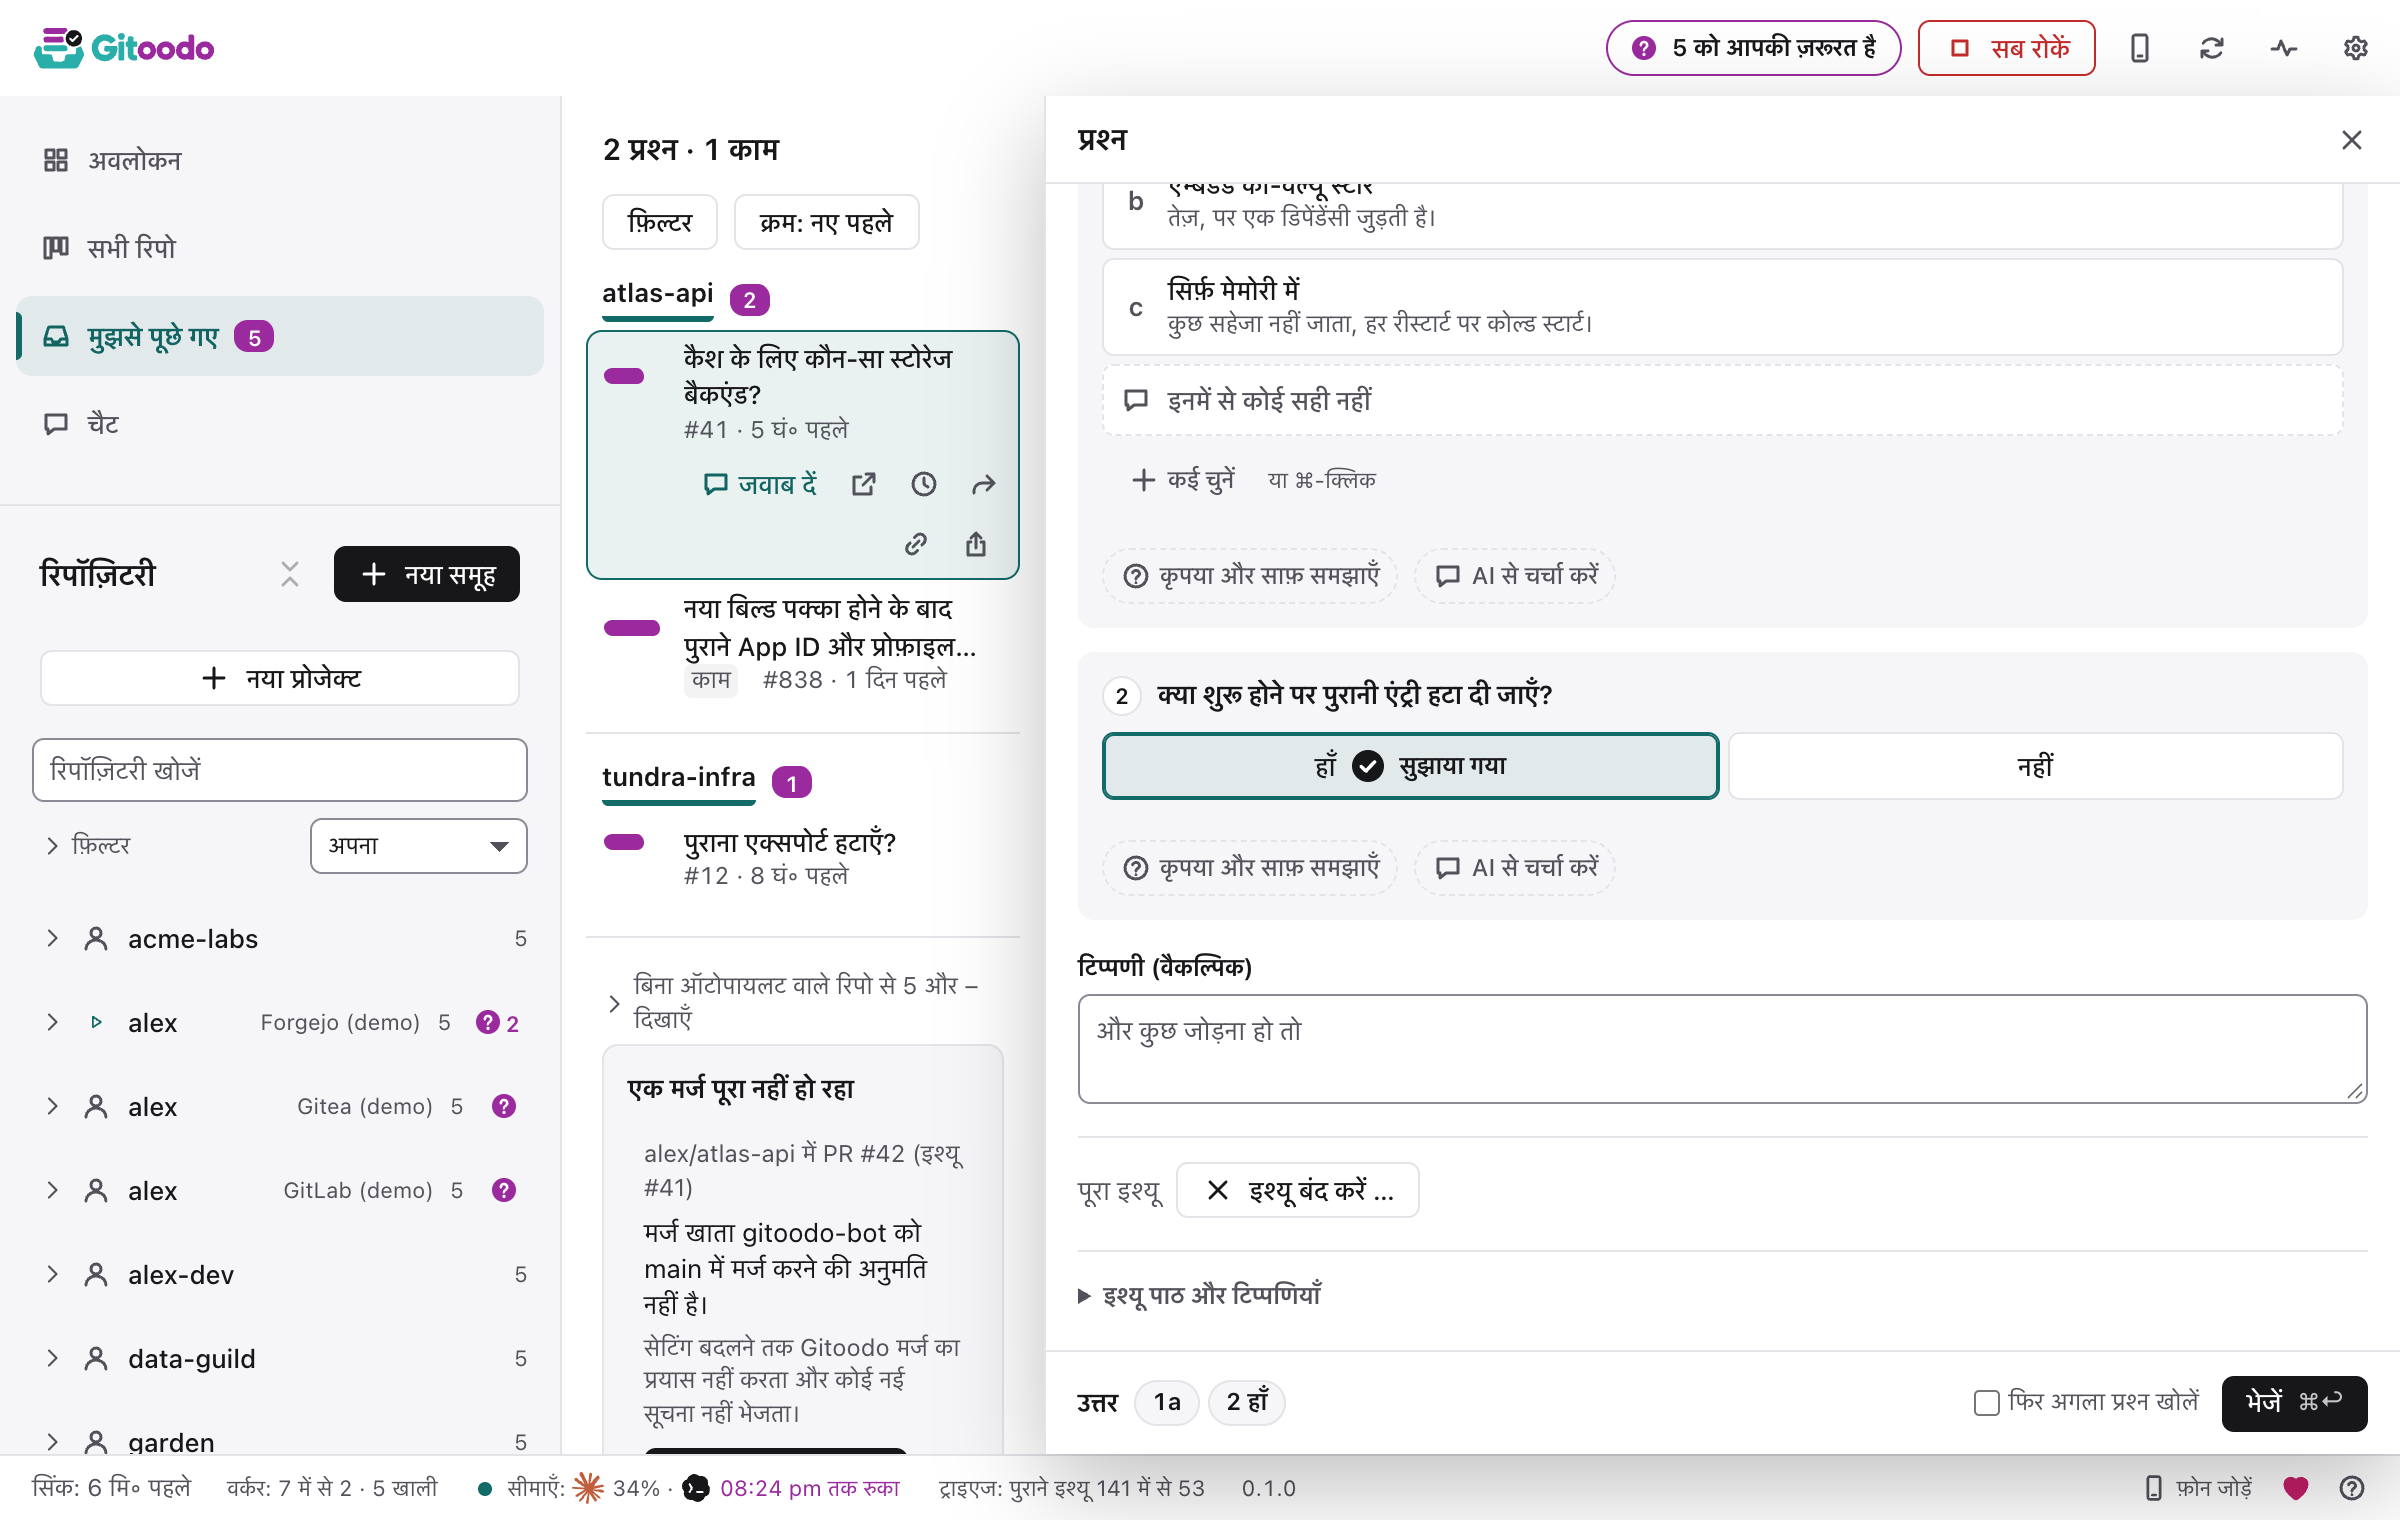 Gitoodo
5 को आपकी ज़रूरत है
सब रोकें
अवलोकन
सभी रिपो
मुझसे पूछे गए 5
चैट
रिपॉज़िटरी
नया समूह
नया प्रोजेक्ट
रिपॉज़िटरी खोजें
फ़िल्टर
अपना
acme-labs 5
alex Forgejo (demo) 5 2
alex Gitea (demo) 5
alex GitLab (demo) 5
alex-dev 5
data-guild 5
garden 5
2 प्रश्न · 1 काम
फ़िल्टर
क्रम: नए पहले
atlas-api 2
कैश के लिए कौन-सा स्टोरेज
बैकएंड?
#41 · 5 घं॰ पहले
जवाब दें
नया बिल्ड पक्का होने के बाद
पुराने App ID और प्रोफ़ाइल…
काम #838 · 1 दिन पहले
tundra-infra 1
पुराना एक्सपोर्ट हटाएँ?
#12 · 8 घं॰ पहले
बिना ऑटोपायलट वाले रिपो से 5 और –
दिखाएँ
एक मर्ज पूरा नहीं हो रहा
alex/atlas-api में PR #42 (इश्यू
#41)
मर्ज खाता gitoodo-bot को
main में मर्ज करने की अनुमति
नहीं है।
सेटिंग बदलने तक Gitoodo मर्ज का
प्रयास नहीं करता और कोई नई
सूचना नहीं भेजता।
प्रश्न
b एम्बेडेड की-वैल्यू स्टोर
तेज़, पर एक डिपेंडेंसी जुड़ती है।
c सिर्फ़ मेमोरी में
कुछ सहेजा नहीं जाता, हर रीस्टार्ट पर कोल्ड स्टार्ट।
इनमें से कोई सही नहीं
कई चुनें या ⌘-क्लिक
कृपया और साफ़ समझाएँ
AI से चर्चा करें
2 क्या शुरू होने पर पुरानी एंट्री हटा दी जाएँ?
हाँ सुझाया गया
नहीं
कृपया और साफ़ समझाएँ
AI से चर्चा करें
टिप्पणी (वैकल्पिक)
और कुछ जोड़ना हो तो
पूरा इश्यू
इश्यू बंद करें …
इश्यू पाठ और टिप्पणियाँ
उत्तर 1a 2 हाँ
फिर अगला प्रश्न खोलें
भेजें ⌘↩
सिंक: 6 मि॰ पहले
वर्कर: 7 में से 2 · 5 खाली
सीमाएँ: 34% · 08:24 pm तक रुका
ट्राइएज: पुराने इश्यू 141 में से 53
0.1.0
फ़ोन जोड़ें